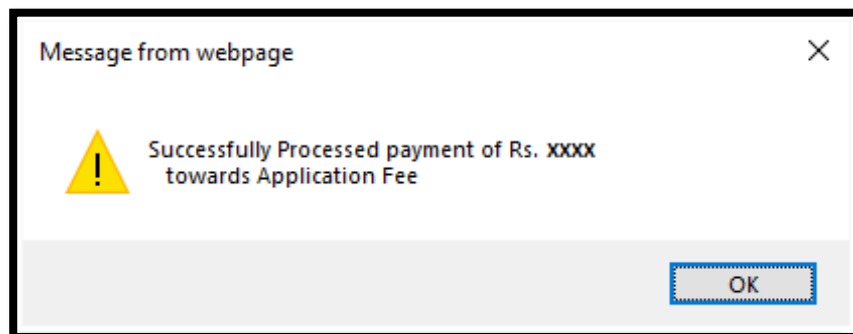 Message from webpage
Successfully Processed payment of Rs. xxxx
towards Application Fee
OK